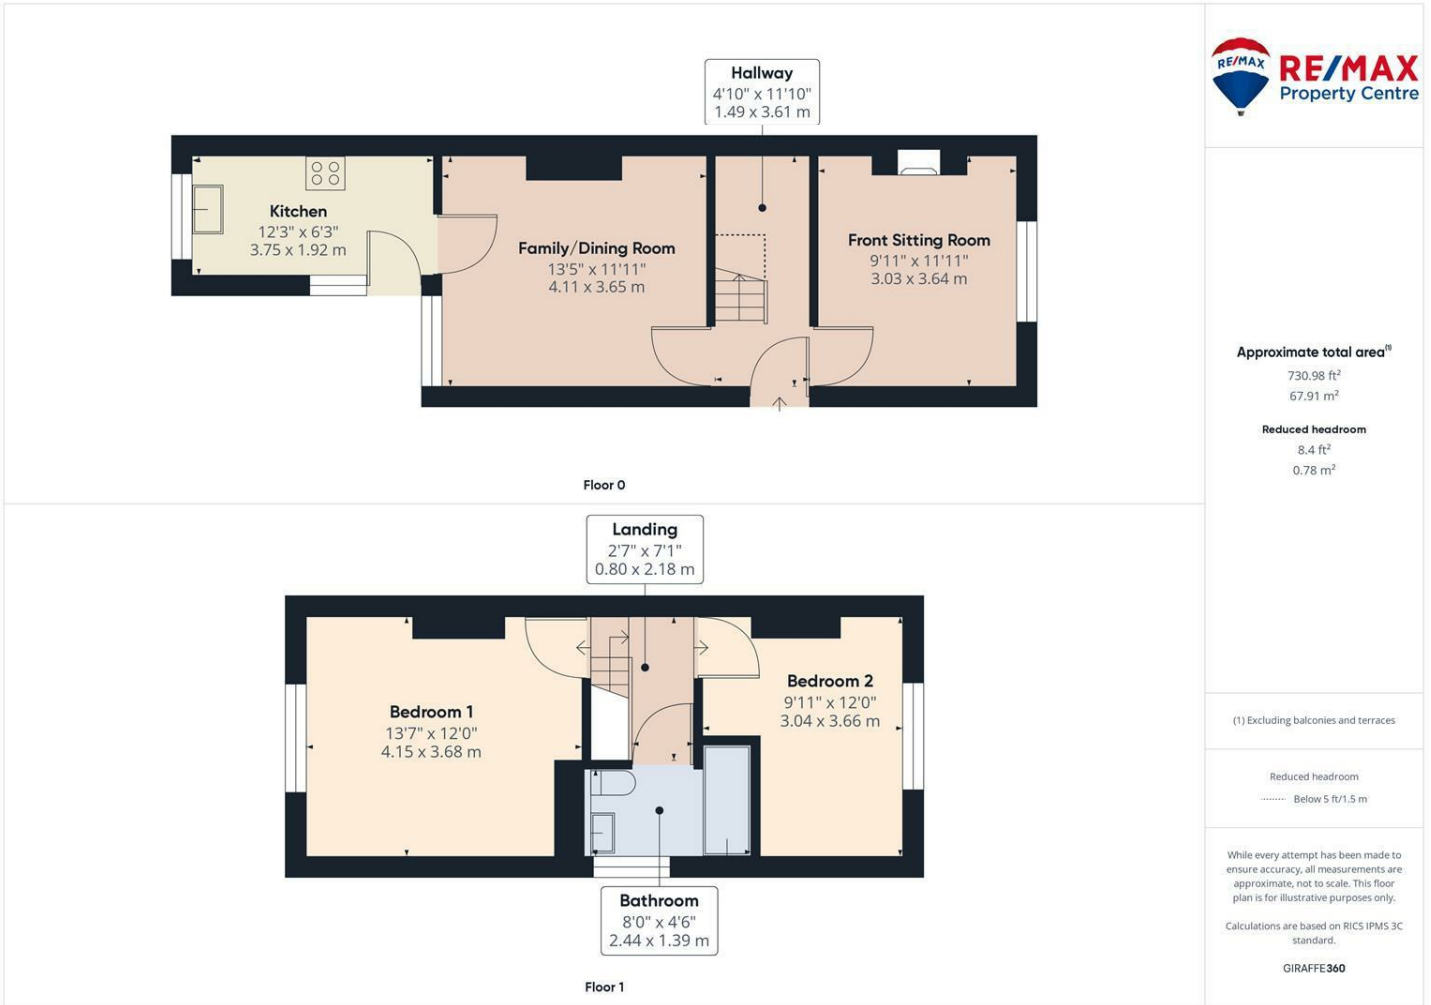 Hallway
4'10" x 11'10"
1.49 x 3.61 m
Kitchen
12'3" x 6'3"
3.75 x 1.92 m
Family/Dining Room
13'5" x 11'11"
4.11 x 3.65 m
Front Sitting Room
9'11" x 11'11"
3.03 x 3.64 m
Floor 0
Landing
2'7" x 7'1"
0.80 x 2.18 m
Bedroom 1
13'7" x 12'0"
4.15 x 3.68 m
Bedroom 2
9'11" x 12'0"
3.04 x 3.66 m
Bathroom
8'0" x 4'6"
2.44 x 1.39 m
Floor 1
RE/MAX
RE/MAX
Property Centre
Approximate total area⁽¹⁾
730.98 ft²
67.91 m²
Reduced headroom
8.4 ft²
0.78 m²
(1) Excluding balconies and terraces
Reduced headroom
Below 5 ft/1.5 m
While every attempt has been made to
ensure accuracy, all measurements are
approximate, not to scale. This floor
plan is for illustrative purposes only.
Calculations are based on RICS IPMS 3C
standard.
GIRAFFE360